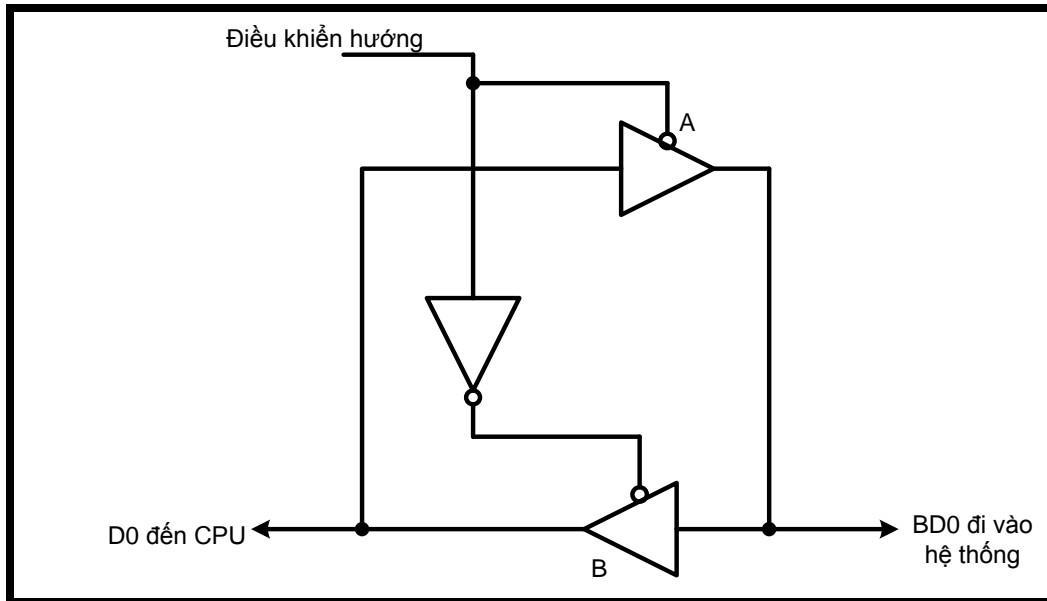 Điều khiển hướng
A
D0 đến CPU
B
BD0 đi vào
hệ thống